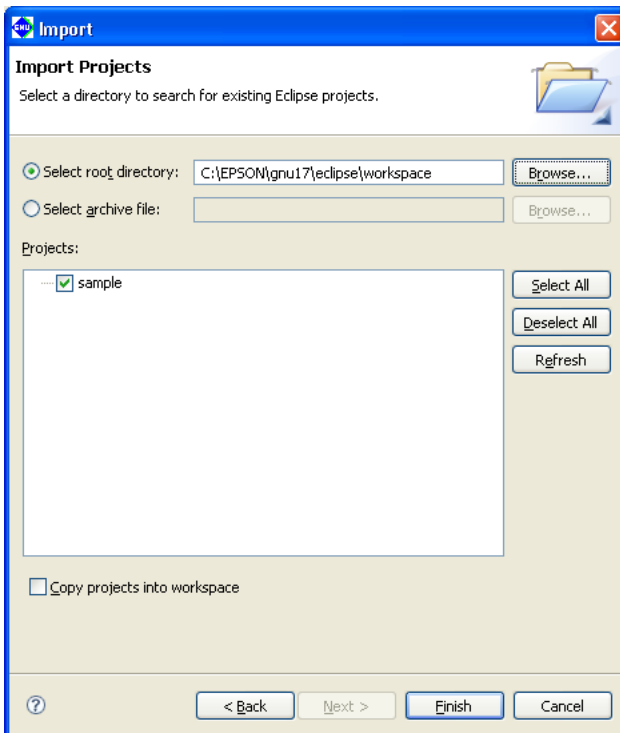 GNU Import
Import Projects
Select a directory to search for existing Eclipse projects.
Select root directory: C:\EPSON\gnu17\eclipse\workspace Browse...
Select archive file: Browse...
Projects:
sample
Select All
Deselect All
Refresh
Copy projects into workspace
? < Back Next > Finish Cancel